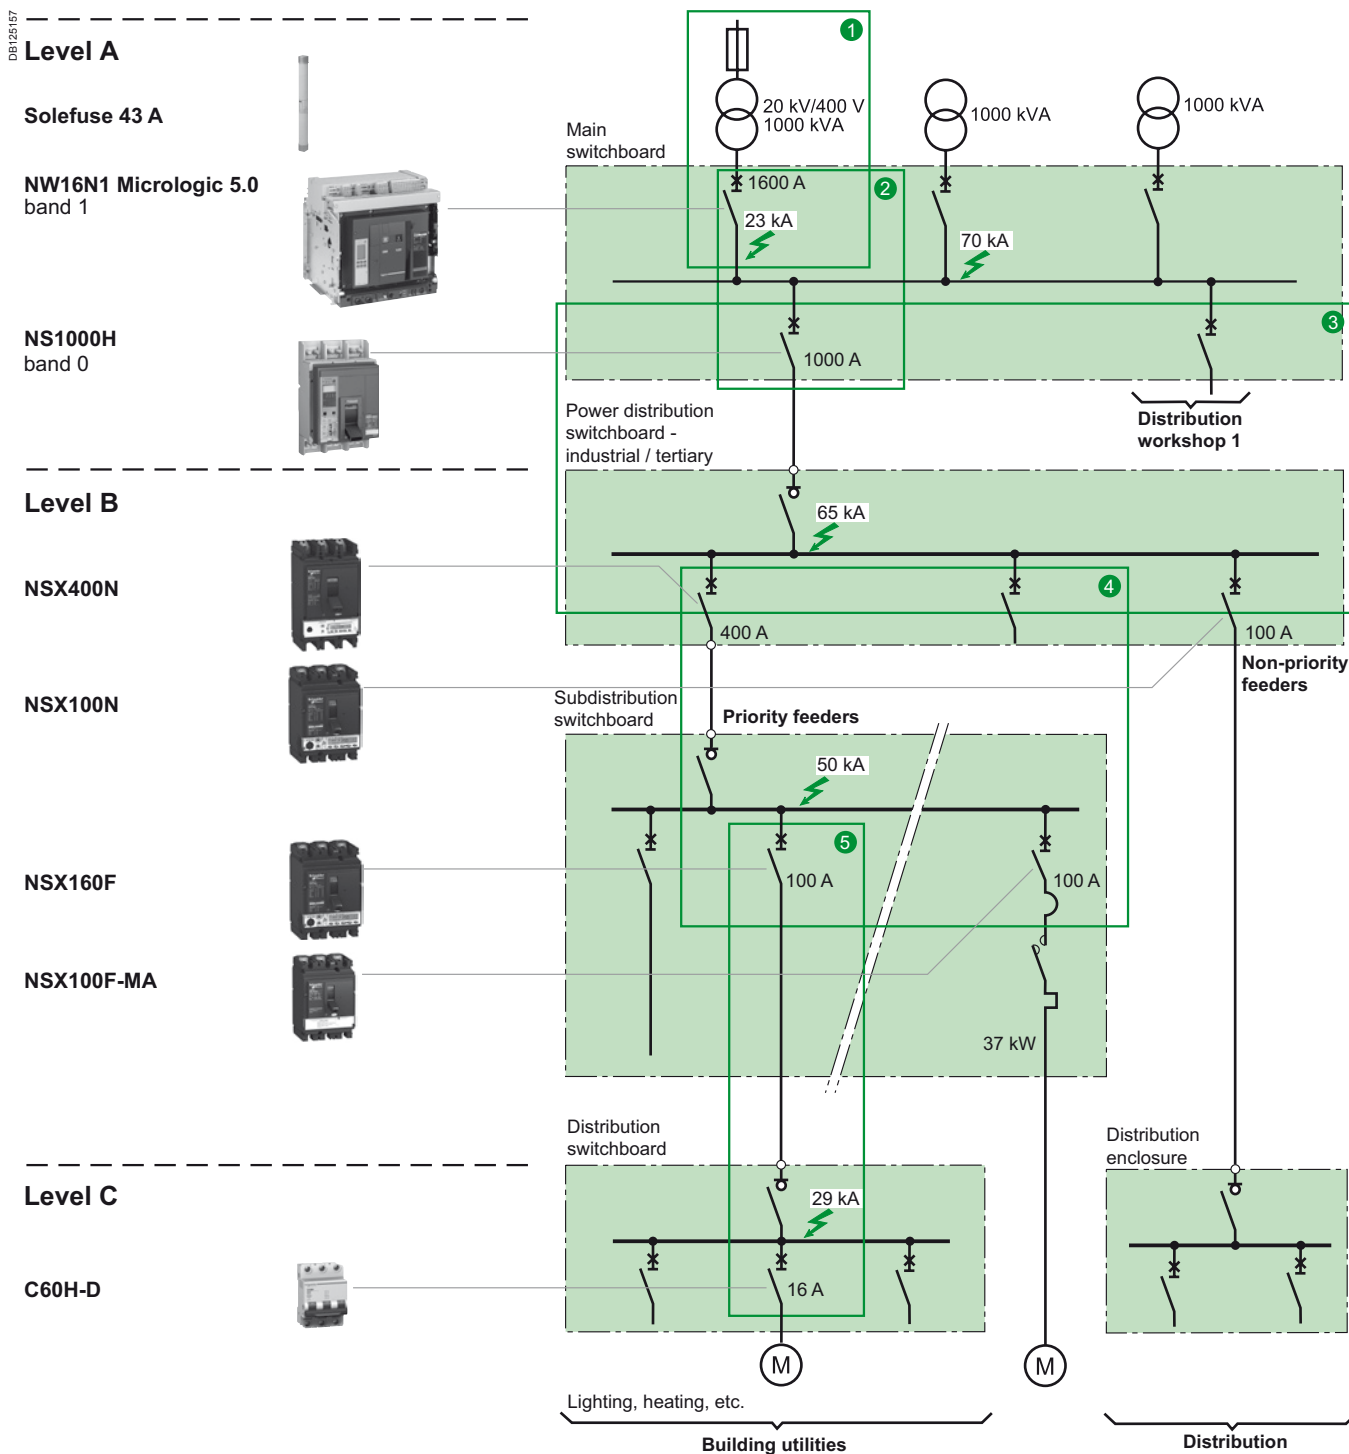 DB125157
Level A
Solefuse 43 A
NW16N1 Micrologic 5.0
band 1
NS1000H
band 0
Level B
NSX400N
NSX100N
NSX160F
NSX100F-MA
Level C
C60H-D
1
20 kV/400 V
1000 kVA
1000 kVA
1000 kVA
Main
switchboard
1600 A
2
23 kA
70 kA
3
1000 A
Distribution
workshop 1
Power distribution
switchboard -
industrial / tertiary
65 kA
4
400 A
100 A
Non-priority
feeders
Subdistribution
switchboard
Priority feeders
50 kA
5
100 A
100 A
37 kW
Distribution
switchboard
Distribution
enclosure
29 kA
16 A
M
M
Lighting, heating, etc.
Building utilities
Distribution